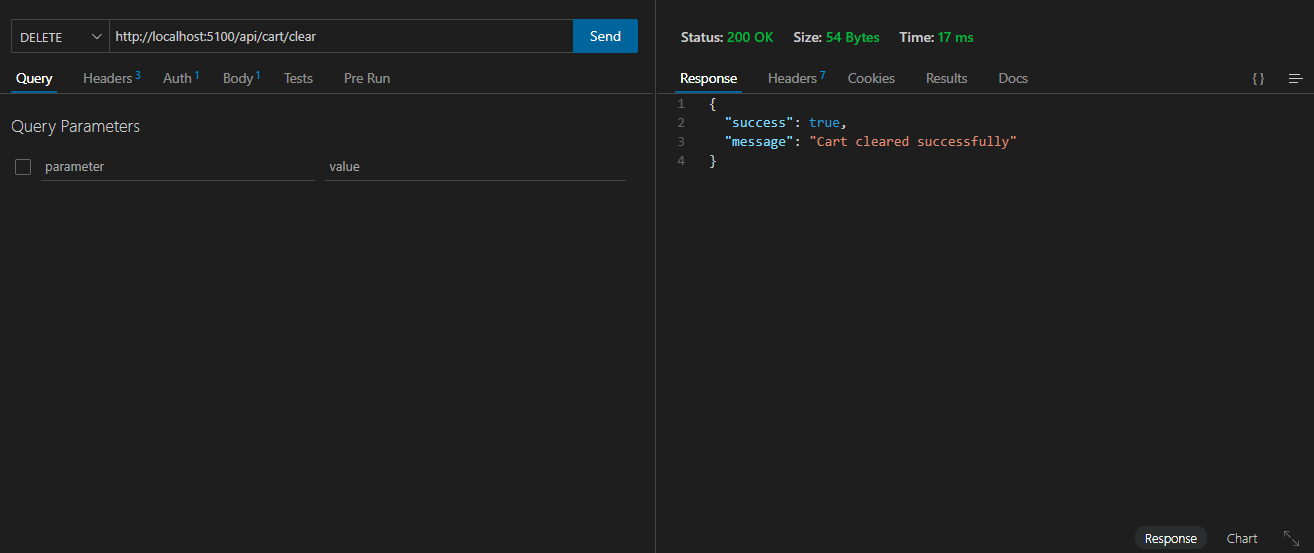 DELETE http://localhost:5100/api/cart/clear Send
Query Headers 3 Auth 1 Body 1 Tests Pre Run
Query Parameters
parameter value
Status: 200 OK Size: 54 Bytes Time: 17 ms
Response Headers 7 Cookies Results Docs { }
1 {
2 "success": true,
3 "message": "Cart cleared successfully"
4 }
Response Chart